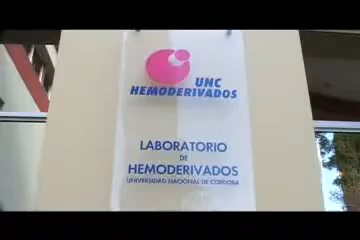 UNC
HEMODERIVADOS
LABORATORIO
DE
HEMODERIVADOS
UNIVERSIDAD NACIONAL DE CORDOBA